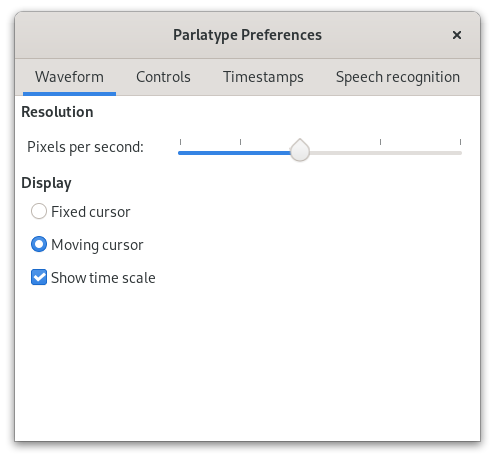 Parlatype Preferences
Waveform Controls Timestamps Speech recognition
Resolution
Pixels per second:
Display
Fixed cursor
Moving cursor
Show time scale